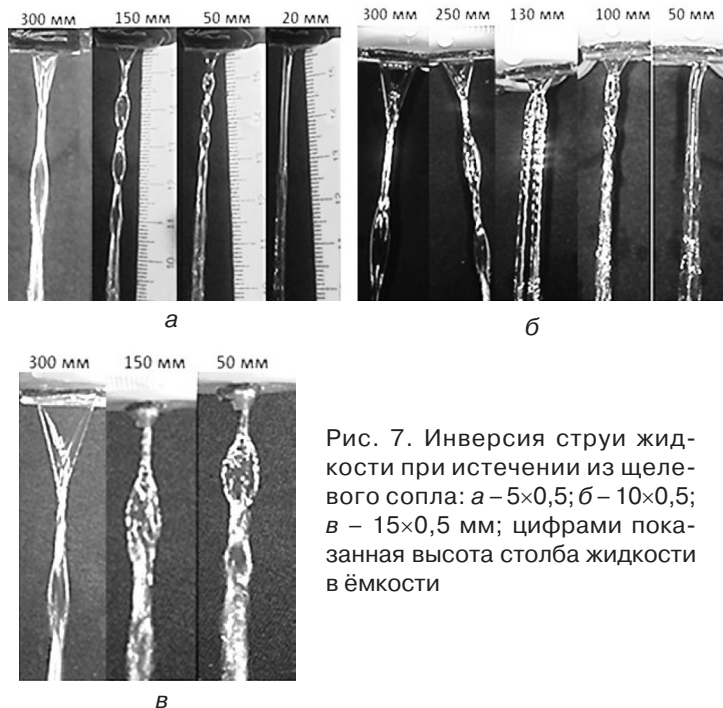 300 мм 150 мм 50 мм 20 мм
300 мм 250 мм 130 мм 100 мм 50 мм
а
б
300 мм 150 мм 50 мм
в
Рис. 7. Инверсия струи жид-
кости при истечении из щеле-
вого сопла: а – 5×0,5; б – 10×0,5;
в – 15×0,5 мм; цифрами пока-
занная высота столба жидкости
в ёмкости